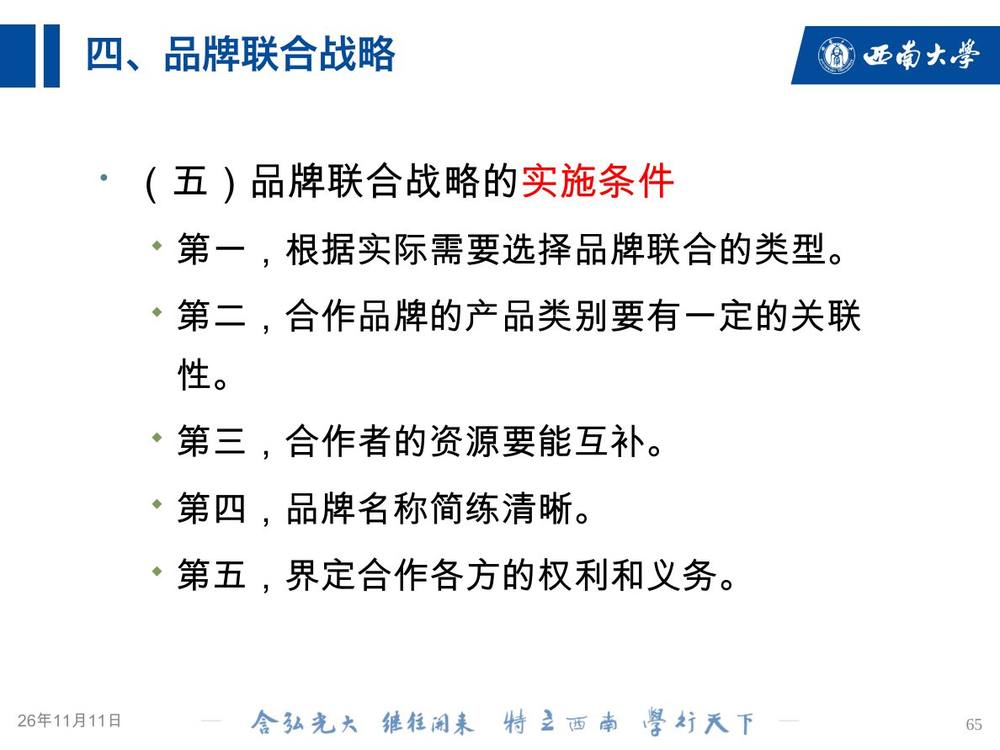 四、品牌联合战略
西南大学
（五）品牌联合战略的实施条件
第一，根据实际需要选择品牌联合的类型。
第二，合作品牌的产品类别要有一定的关联
性。
第三，合作者的资源要能互补。
第四，品牌名称简练清晰。
第五，界定合作各方的权利和义务。
26年11月11日
含弘光大 继往开来 特立西南 学行天下
65